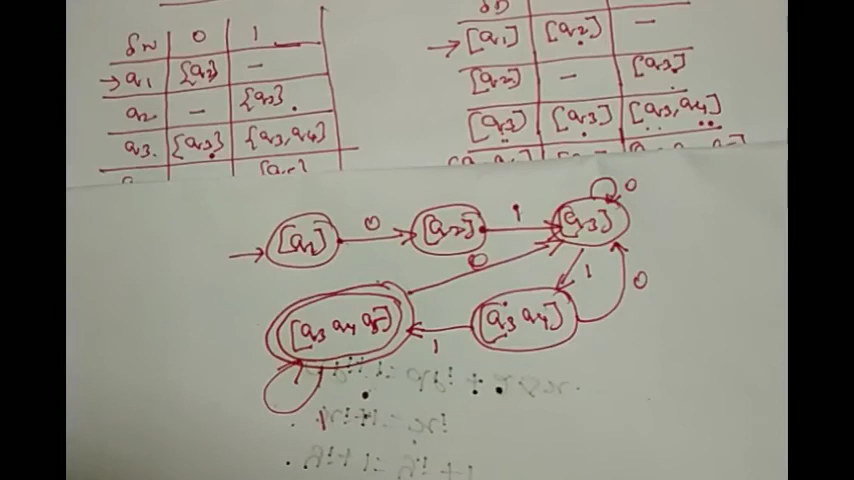 δN 0 1
→ q1 {q2} -
q2 - {q3}.
q3. {q3} {q3, q4}
δD
→ [q1] [q2] -
[q2] - [q3]
[q3] [q3] [q3, q4]
0
[q1] 0 [q2] 1 [q3]
0
1 0
[q3 q4 q5] 1 [q3 q4]
1